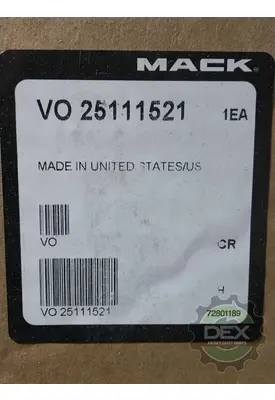 MACK
VO 25111521 1EA
MADE IN UNITED STATES/US
VO CR
H
VO 25111521
72801189
DEX